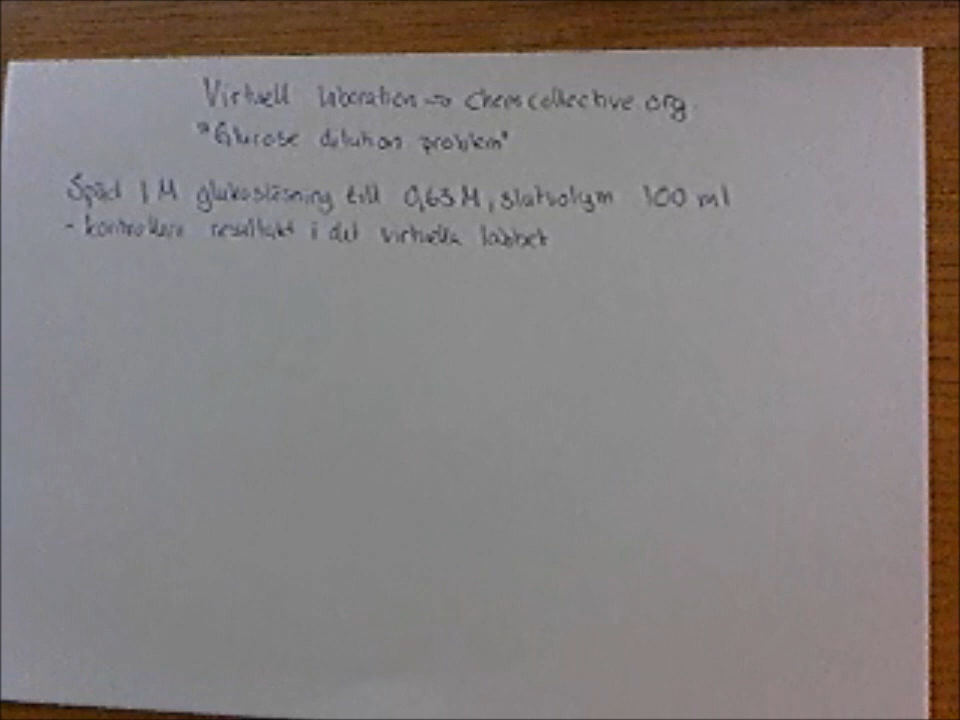 Virtuell laboration → chemcollective.org
"Glucose dilution problem"
Späd 1 M glukoslösning till 0,63 M, slutvolym 100 ml
- kontrollera resultatet i det virtuella labbet